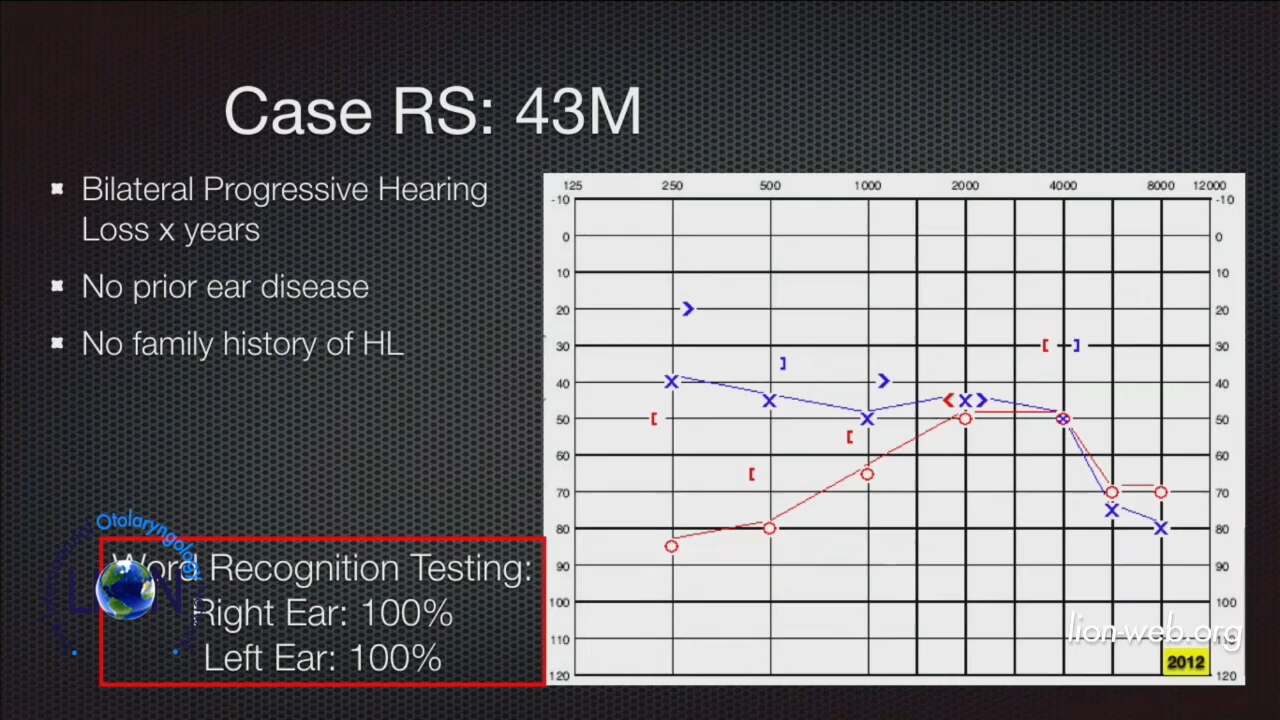 Case RS: 43M
Bilateral Progressive Hearing
Loss x years
No prior ear disease
No family history of HL
Word Recognition Testing:
Right Ear: 100%
Left Ear: 100%
Otolaryngology
LION
125 250 500 1000 2000 4000 8000 12000
-10 -10
0 0
10 10
20 20
30 30
40 40
50 50
60 60
70 70
80 80
90 90
100 100
110 110
120 120
lion-web.org
2012